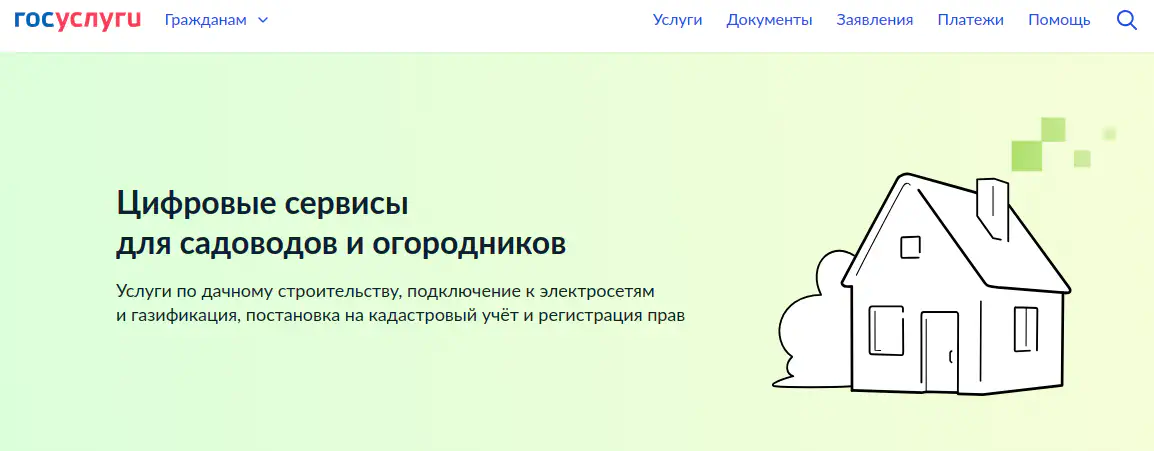 госуслуги Гражданам Услуги Документы Заявления Платежи Помощь
Цифровые сервисы
для садоводов и огородников
Услуги по дачному строительству, подключение к электросетям
и газификация, постановка на кадастровый учёт и регистрация прав